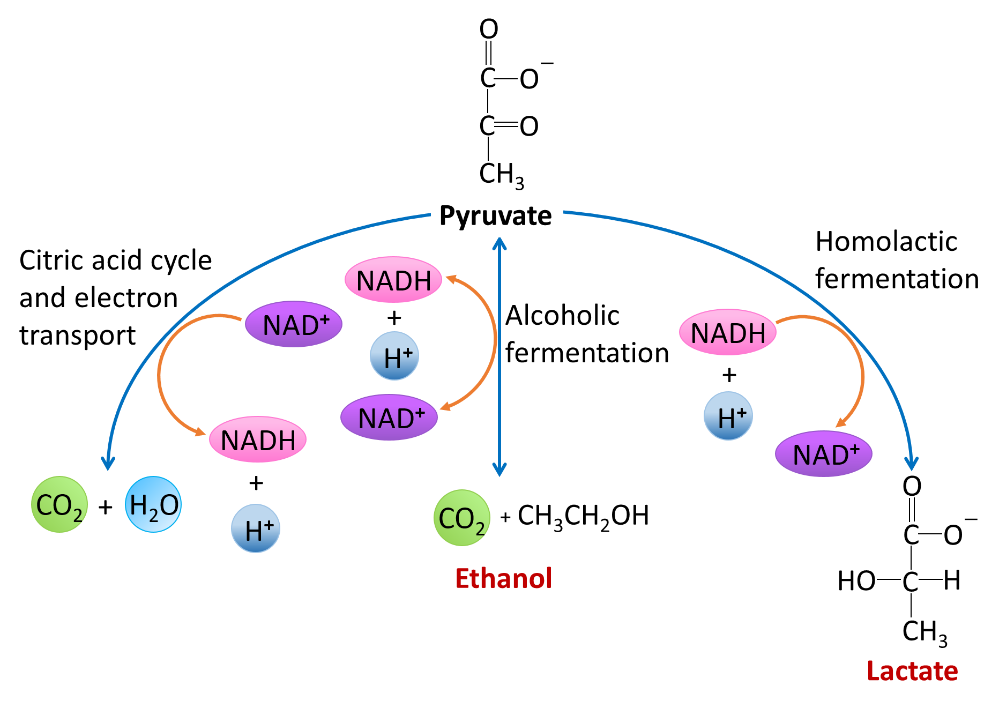 O
C—O⁻
C=O
CH₃
Pyruvate
Citric acid cycle
and electron
transport
NAD⁺
NADH
+
H⁺
CO₂ + H₂O
NADH
+
H⁺
NAD⁺
Alcoholic
fermentation
CO₂ + CH₃CH₂OH
Ethanol
Homolactic
fermentation
NADH
+
H⁺
NAD⁺
O
C—O⁻
HO—C—H
CH₃
Lactate